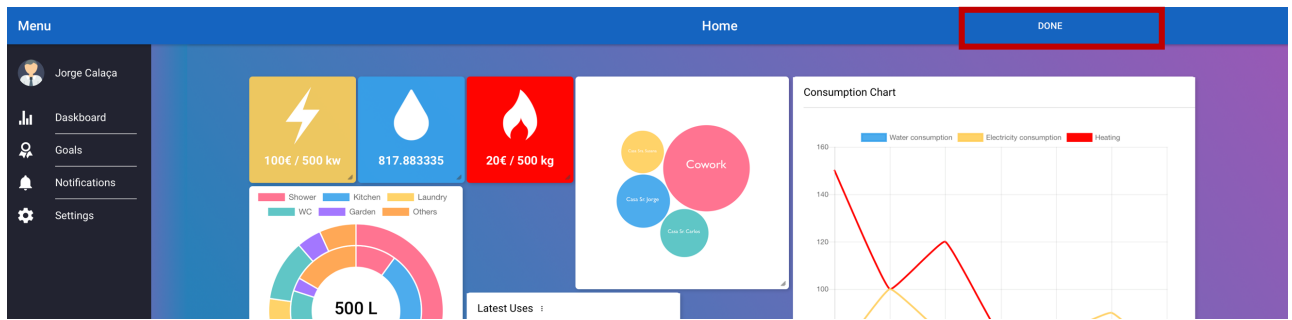 Menu
Home
DONE
Jorge Calaça
Daskboard
Goals
Notifications
Settings
100€ / 500 kw
817.883335
20€ / 500 kg
Cowork
Casa Sr Jorge
Casa Sr Carlos
Consumption Chart
Water consumption
Electricity consumption
Heating
160
140
120
100
Shower
Kitchen
Laundry
WC
Garden
Others
500 L
Latest Uses